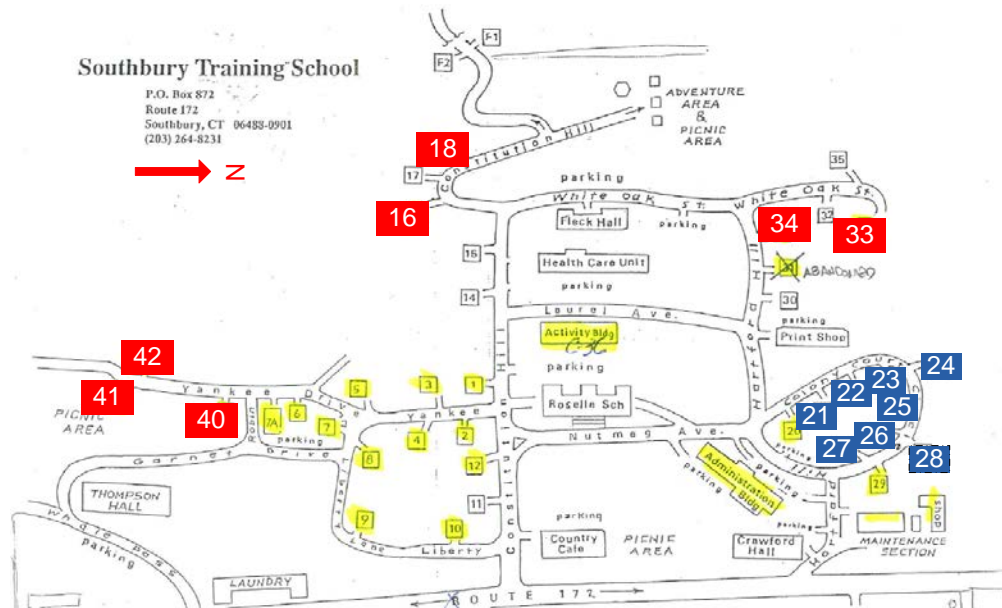 Southbury Training School
P.O. Box 872
Route 172
Southbury, CT 06488-0901
(203) 264-8231
N
F1
F2
ADVENTURE
AREA
&
PICNIC
AREA
Constitution Hill
18
17
16
parking
White Oak St.
White Oak St.
35
Fleck Hall
parking
34
32
33
15
Health Care Unit
parking
Hartford Hill
ABANDONED
14
30
Laurel Ave.
parking
Print Shop
Activity Bldg
parking
42
41
Yankee Drive
5
3
1
Yankee
Roselle Sch
Colony Court
24
23
22
25
21
26
27
28
40
7A
6
7
parking
PICNIC
AREA
4
2
Nutmeg Ave.
parking
Garnet Drive
8
12
Administration
Bldg
parking
parking
29
THOMPSON
HALL
11
Constitution Hill
shop
9
10
Liberty Lane
Liberty
parking
Country
Cafe
PICNIC
AREA
parking
Crawford
Hall
Hartford
MAINTENANCE
SECTION
parking
LAUNDRY
ROUTE 172